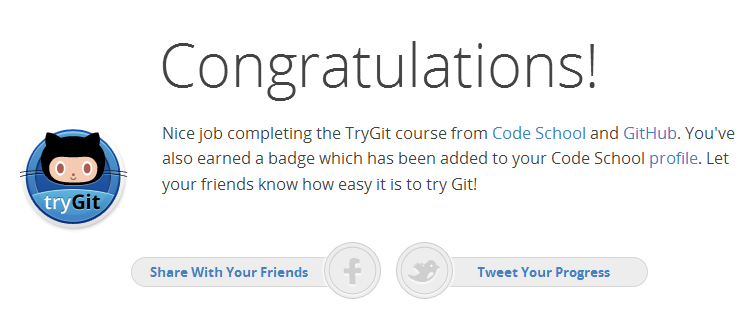 Congratulations!
Nice job completing the TryGit course from Code School and GitHub. You've
also earned a badge which has been added to your Code School profile. Let
your friends know how easy it is to try Git!
tryGit
Share With Your Friends
Tweet Your Progress